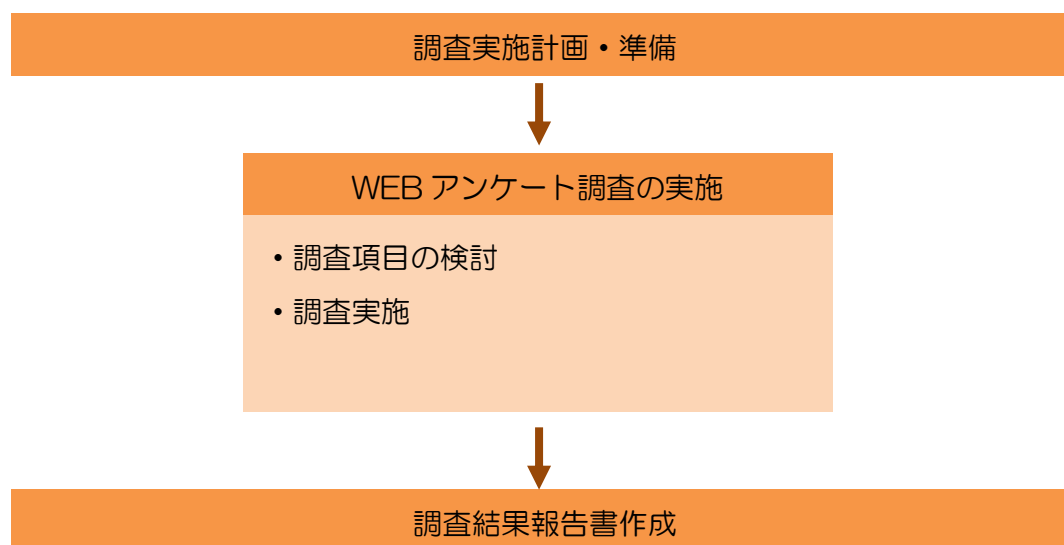 調査実施計画・準備
WEB アンケート調査の実施
・調査項目の検討
・調査実施
調査結果報告書作成